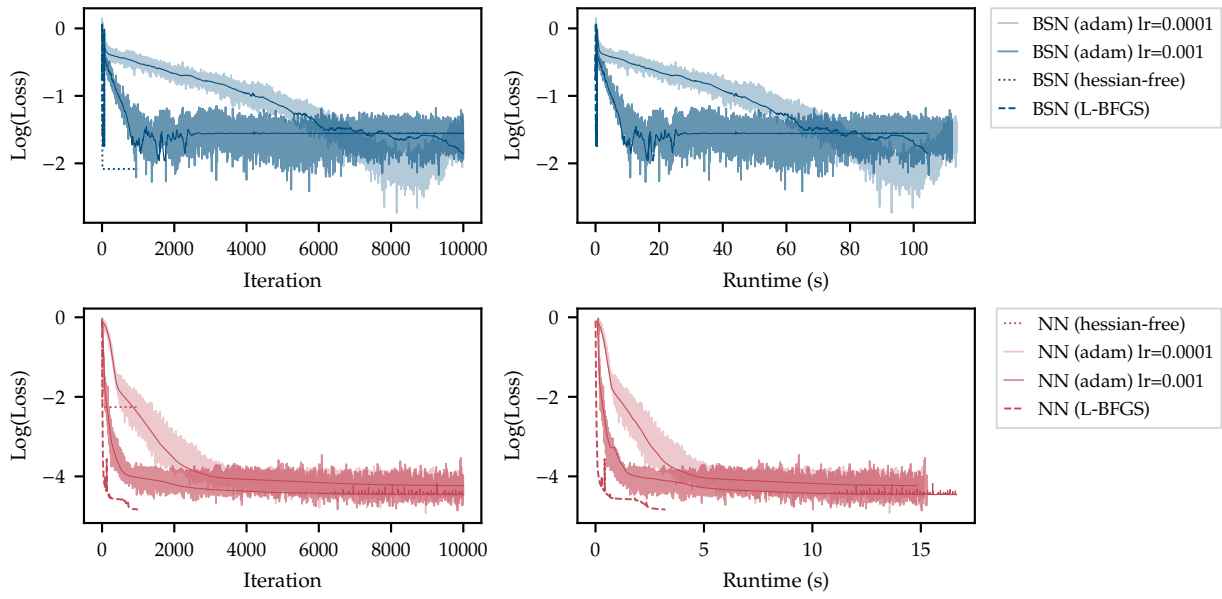 0
−1
−2
Log(Loss)
0 2000 4000 6000 8000 10000
Iteration
0
−1
−2
Log(Loss)
0 20 40 60 80 100
Runtime (s)
BSN (adam) lr=0.0001
BSN (adam) lr=0.001
BSN (hessian-free)
BSN (L-BFGS)
0
−2
−4
Log(Loss)
0 2000 4000 6000 8000 10000
Iteration
0
−2
−4
Log(Loss)
0 5 10 15
Runtime (s)
NN (hessian-free)
NN (adam) lr=0.0001
NN (adam) lr=0.001
NN (L-BFGS)